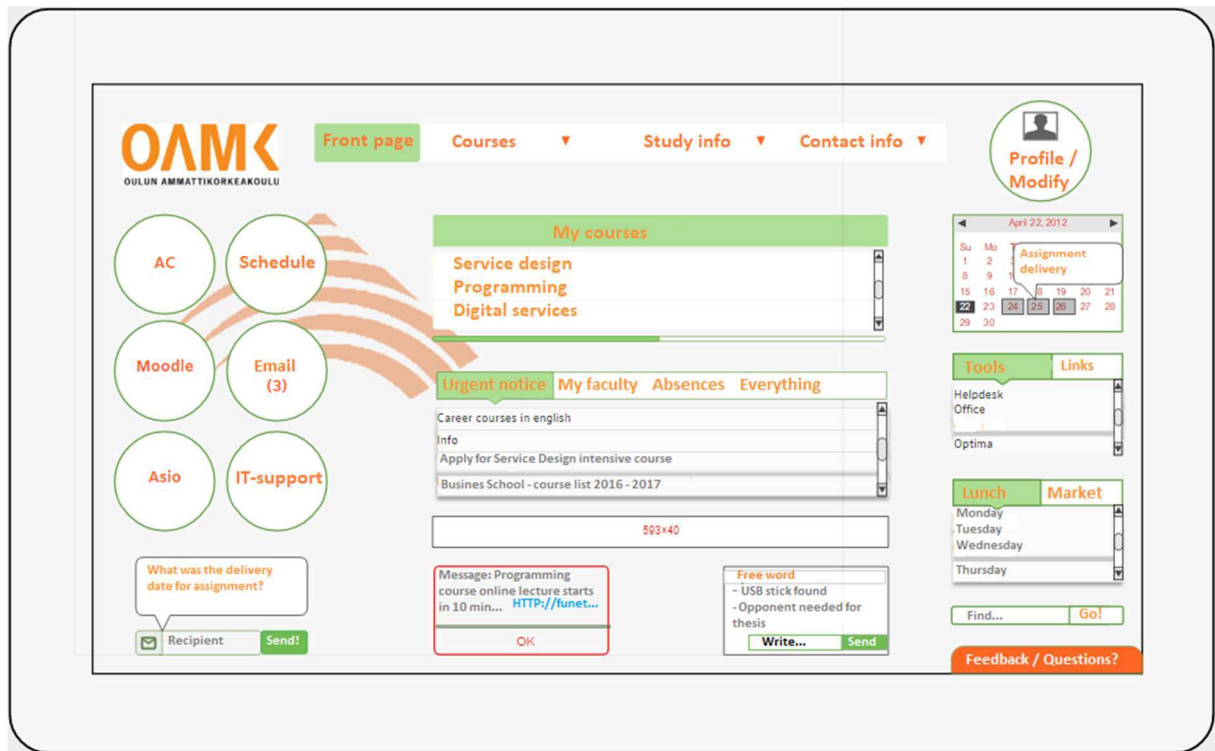 OAMK
OULUN AMMATTIKORKEAKOULU
Front page
Courses ▼
Study info ▼
Contact info ▼
Profile /
Modify
AC
Schedule
Moodle
Email
(3)
Asio
IT-support
My courses
Service design
Programming
Digital services
April 22, 2012
Su Mo
1 2
8 9
15 16 17 18 19 20 21
22 23 24 25 26 27 28
29 30
Assignment
delivery
Urgent notice My faculty Absences Everything
Career courses in english
Info
Apply for Service Design intensive course
Busines School - course list 2016 - 2017
Tools Links
Helpdesk
Office
Optima
Lunch Market
Monday
Tuesday
Wednesday
Thursday
593×40
What was the delivery
date for assignment?
Recipient Send!
Message: Programming
course online lecture starts
in 10 min... HTTP://funet...
OK
Free word
- USB stick found
- Opponent needed for
thesis
Write... Send
Find... Go!
Feedback / Questions?